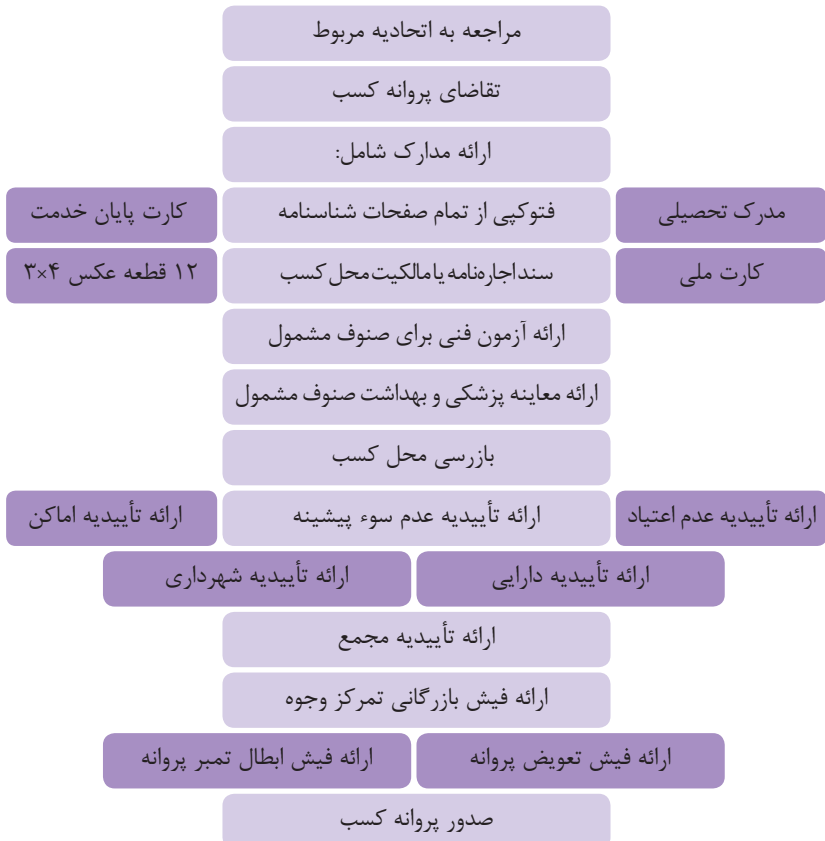 مراجعه به اتحادیه مربوط
تقاضای پروانه کسب
ارائه مدارک شامل:
مدرک تحصیلی
فتوکپی از تمام صفحات شناسنامه
کارت پایان خدمت
کارت ملی
سند اجاره‌نامه یا مالکیت محل کسب
۱۲ قطعه عکس ۴×۳
ارائه آزمون فنی برای صنوف مشمول
ارائه معاینه پزشکی و بهداشت صنوف مشمول
بازرسی محل کسب
ارائه تأییدیه عدم اعتیاد
ارائه تأییدیه عدم سوء پیشینه
ارائه تأییدیه اماکن
ارائه تأییدیه دارایی
ارائه تأییدیه شهرداری
ارائه تأییدیه مجمع
ارائه فیش بازرگانی تمرکز وجوه
ارائه فیش تعویض پروانه
ارائه فیش ابطال تمبر پروانه
صدور پروانه کسب